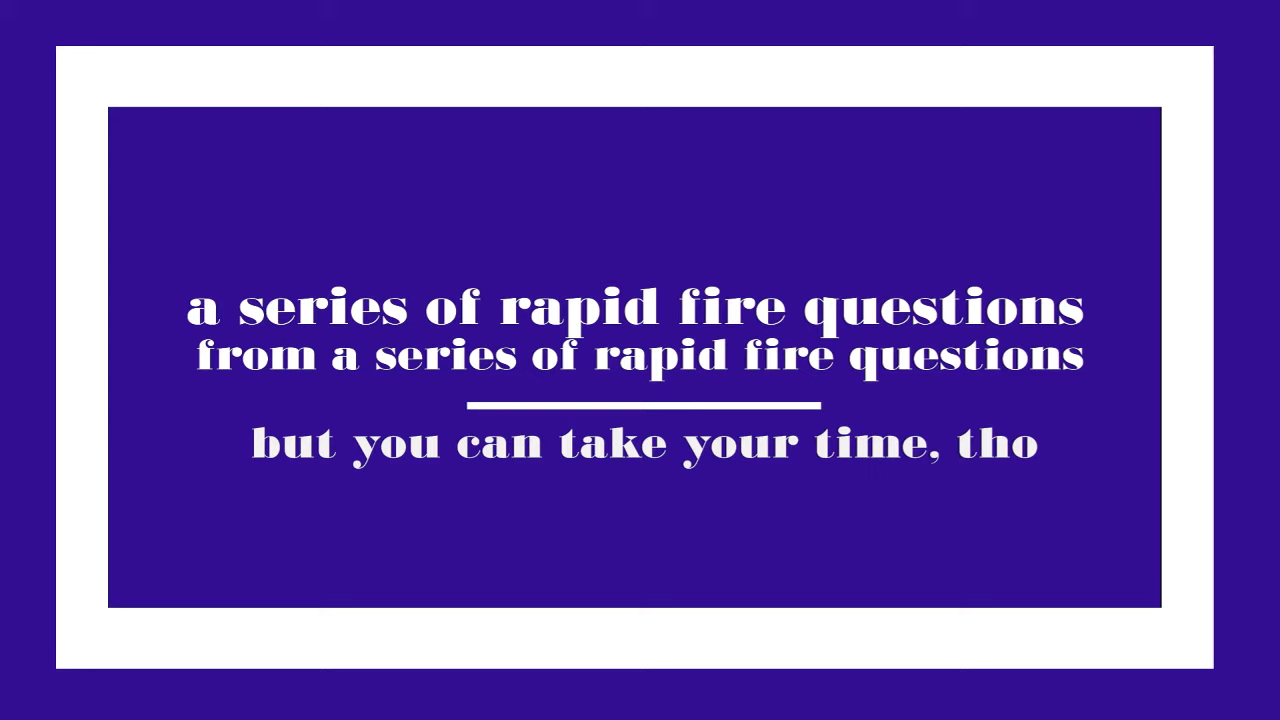 a series of rapid fire questions
from a series of rapid fire questions
but you can take your time, tho